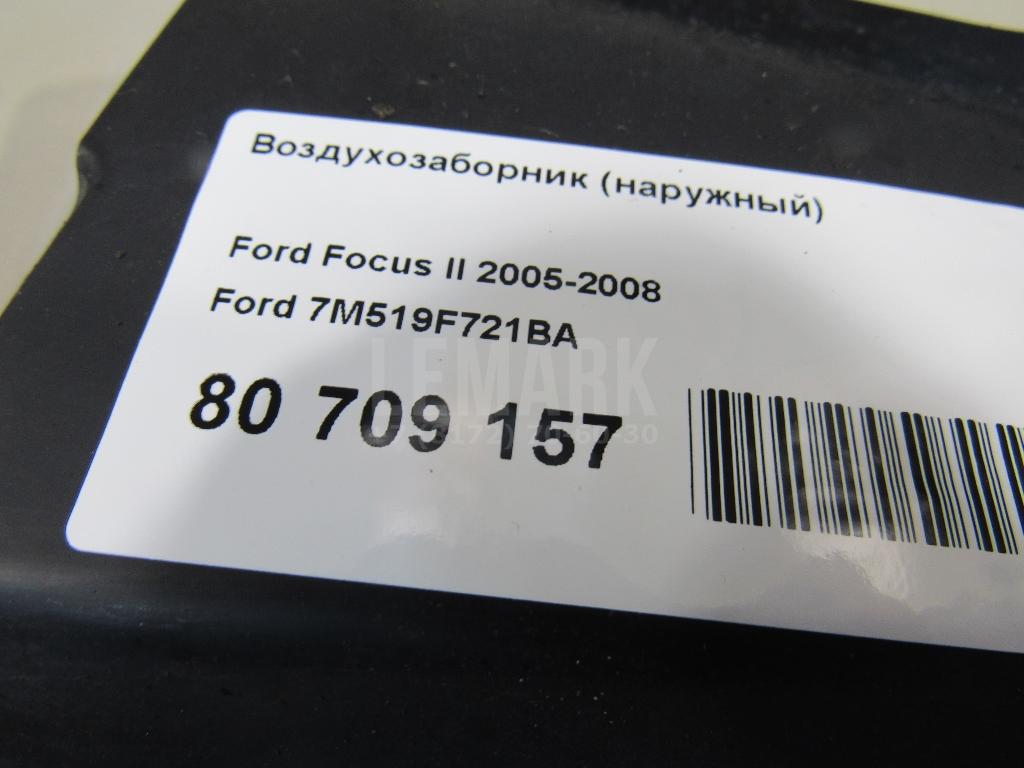 Воздухозаборник (наружный)
Ford Focus II 2005-2008
Ford 7M519F721BA
LEMARK
80 709 157